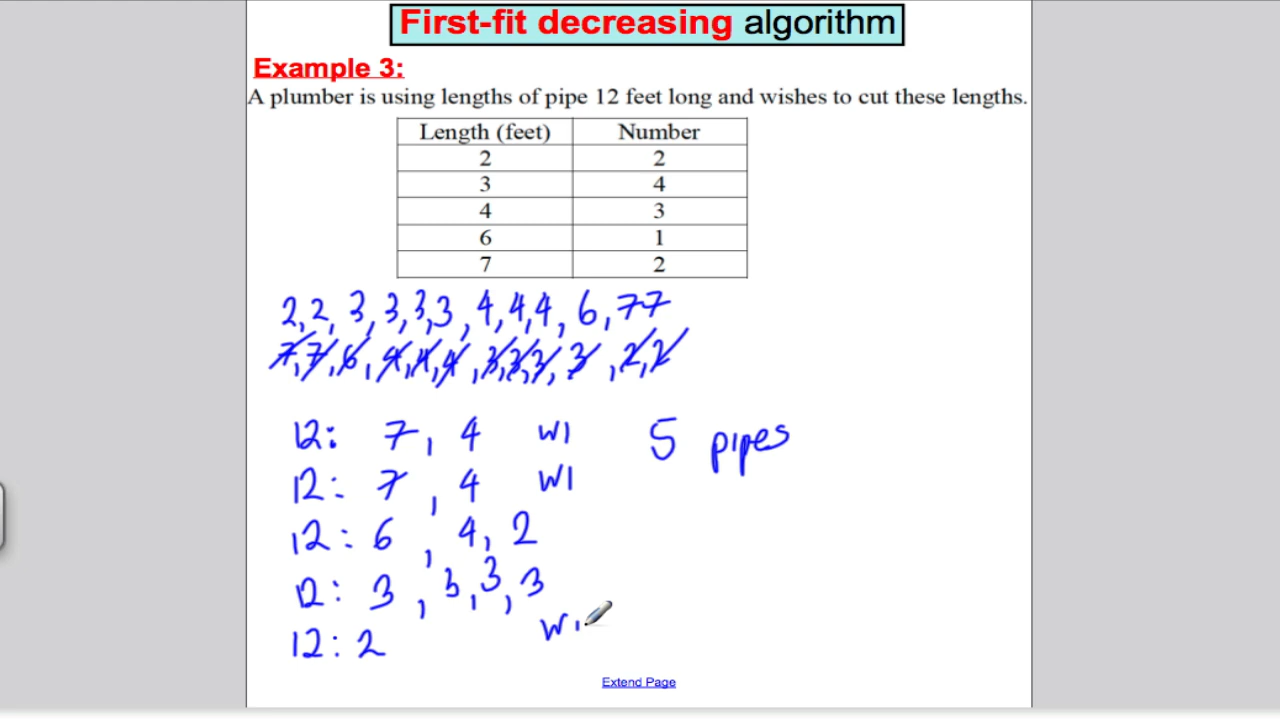 First-fit decreasing algorithm
Example 3:
A plumber is using lengths of pipe 12 feet long and wishes to cut these lengths.
Length (feet) Number
2 2
3 4
4 3
6 1
7 2
2, 2, 3, 3, 3, 3, 4, 4, 4, 6, 7 7
7, 7, 6, 4, 4, 4, 3, 3, 3, 3, 2, 2
12: 7, 4 W1 5 pipes
12: 7, 4 W1
12: 6, 4, 2
12: 3, 3, 3, 3
12: 2 W1
Extend Page